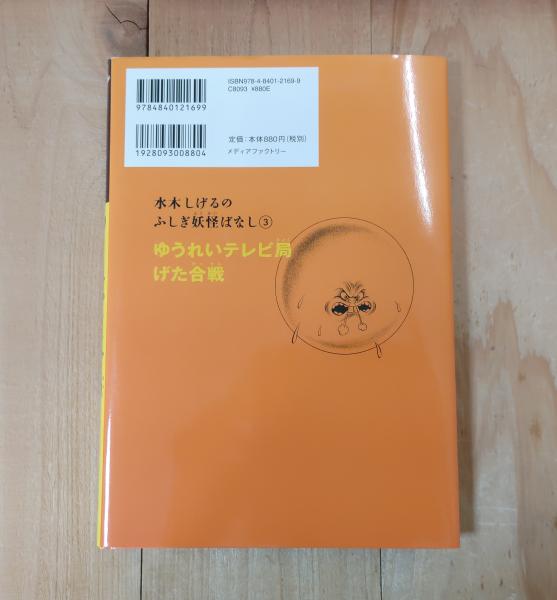 ISBN978-4-8401-2169-9
C8093 ¥880E
9784840121699
定価:本体880円(税別)
1928093008804
メディアファクトリー
水木しげるの
ふしぎ妖怪ばなし③
ゆうれいテレビ局
げた合戦